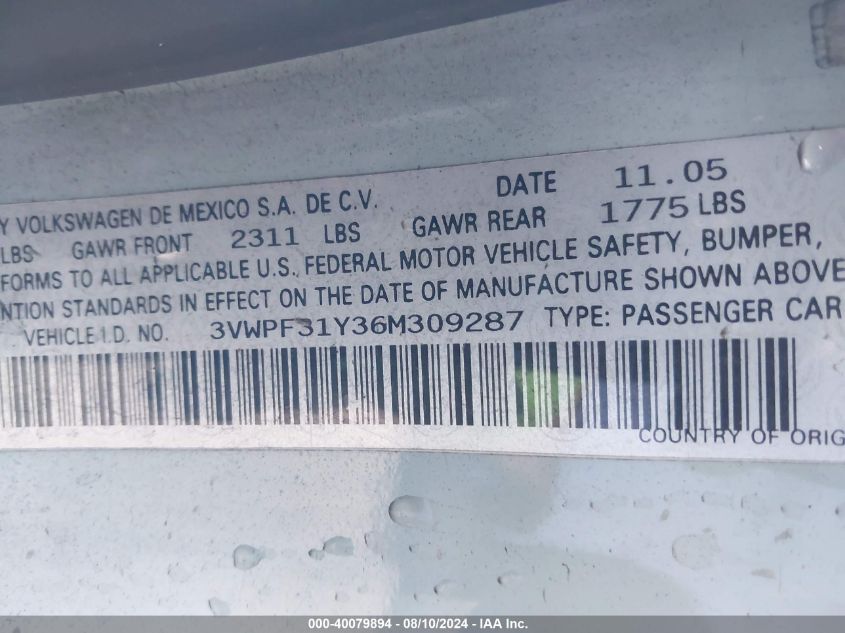 Y VOLKSWAGEN DE MEXICO S.A. DE C.V. DATE 11.05
LBS GAWR FRONT 2311 LBS GAWR REAR 1775 LBS
FORMS TO ALL APPLICABLE U.S. FEDERAL MOTOR VEHICLE SAFETY, BUMPER,
NTION STANDARDS IN EFFECT ON THE DATE OF MANUFACTURE SHOWN ABOVE
VEHICLE I.D. NO. 3VWPF31Y36M309287 TYPE: PASSENGER CAR
COUNTRY OF ORIG
000-40079894 - 08/10/2024 - IAA Inc.